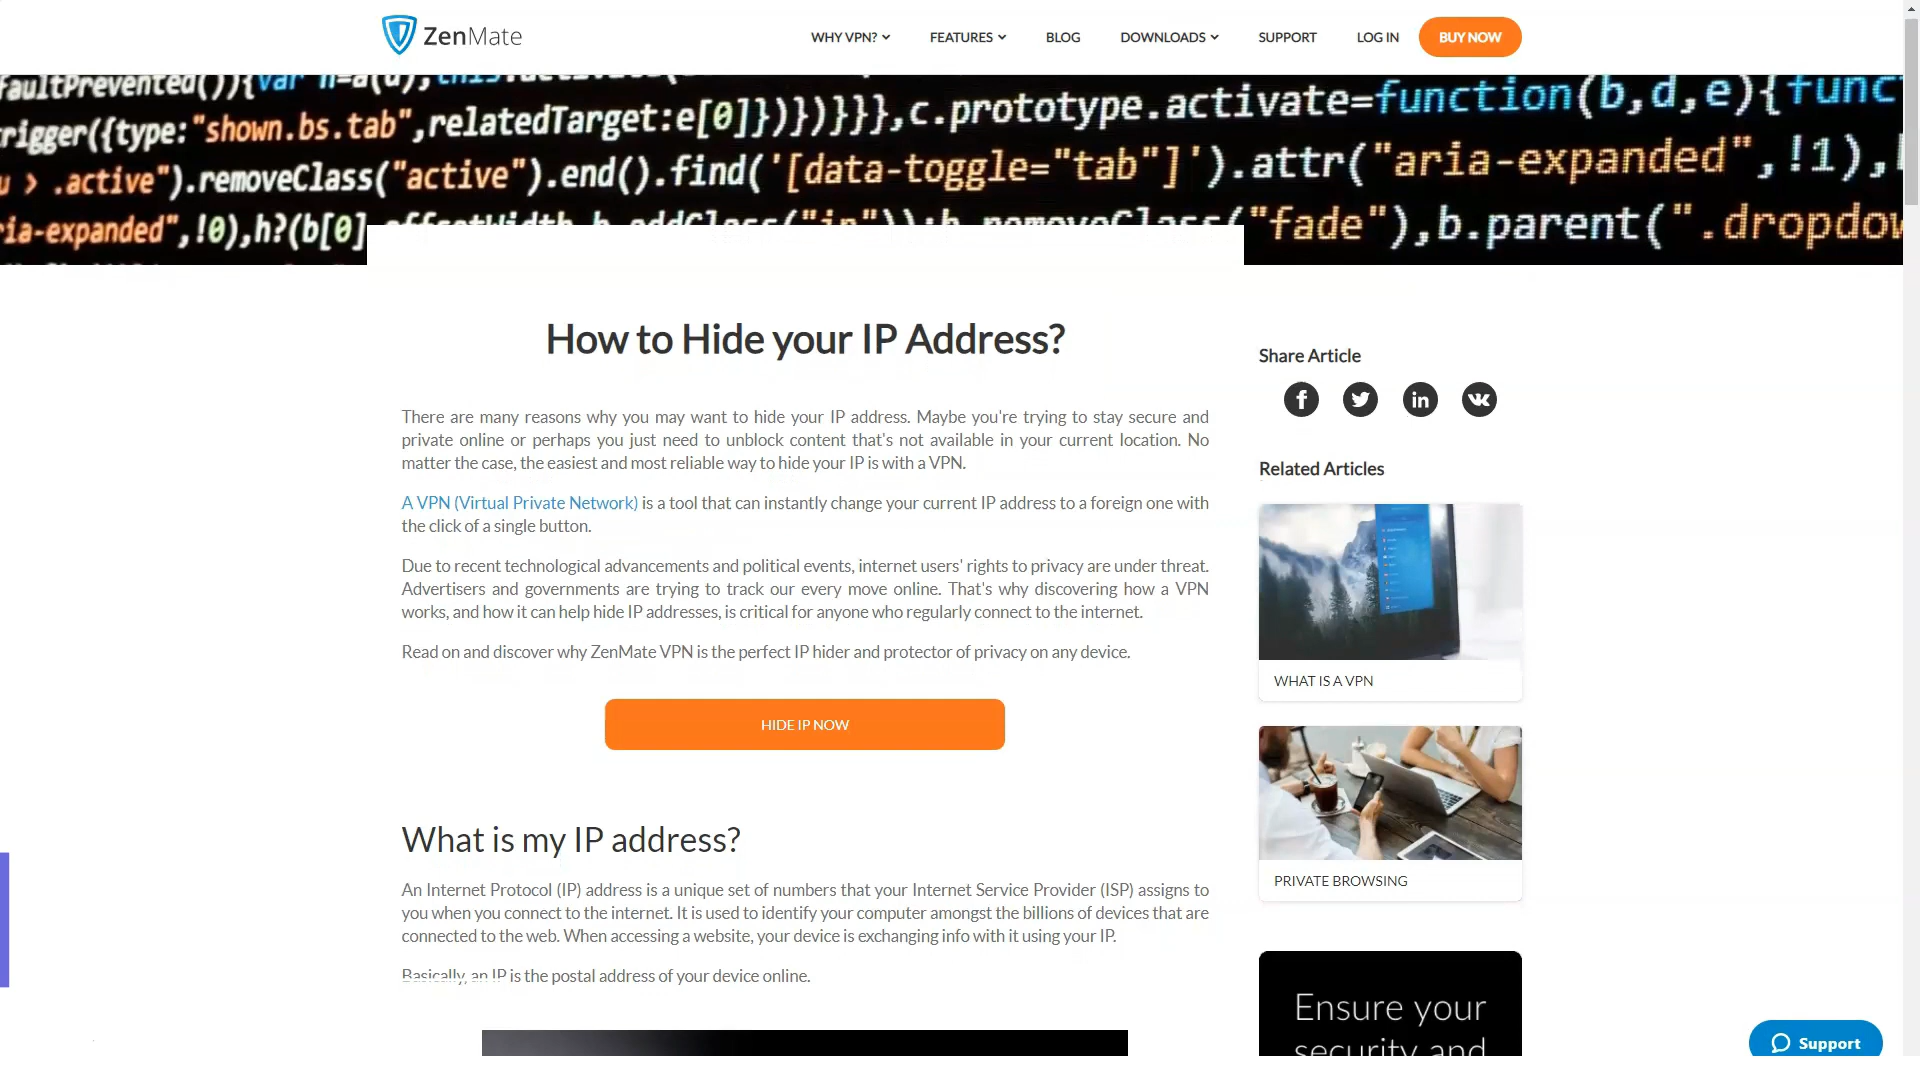 ZenMate
WHY VPN?
FEATURES
BLOG
DOWNLOADS
SUPPORT
LOG IN
BUY NOW
faultPrevented()){var h=a(d);this.activate(
rigger({type:"shown.bs.tab",relatedTarget:e[0]})})}}},c.prototype.activate=function(b,d,e){func
u > .active").removeClass("active").end().find('[data-toggle="tab"]').attr("aria-expanded",!1),
ia-expanded",!0),h?(b[0].offsetWidth,b.addClass("in")):b.removeClass("fade"),b.parent(".dropdow
How to Hide your IP Address?
There are many reasons why you may want to hide your IP address. Maybe you're trying to stay secure and
private online or perhaps you just need to unblock content that's not available in your current location. No
matter the case, the easiest and most reliable way to hide your IP is with a VPN.
A VPN (Virtual Private Network) is a tool that can instantly change your current IP address to a foreign one with
the click of a single button.
Due to recent technological advancements and political events, internet users' rights to privacy are under threat.
Advertisers and governments are trying to track our every move online. That's why discovering how a VPN
works, and how it can help hide IP addresses, is critical for anyone who regularly connect to the internet.
Read on and discover why ZenMate VPN is the perfect IP hider and protector of privacy on any device.
HIDE IP NOW
What is my IP address?
An Internet Protocol (IP) address is a unique set of numbers that your Internet Service Provider (ISP) assigns to
you when you connect to the internet. It is used to identify your computer amongst the billions of devices that are
connected to the web. When accessing a website, your device is exchanging info with it using your IP.
Basically, an IP is the postal address of your device online.
Share Article
Related Articles
WHAT IS A VPN
PRIVATE BROWSING
Ensure your
security and
Support